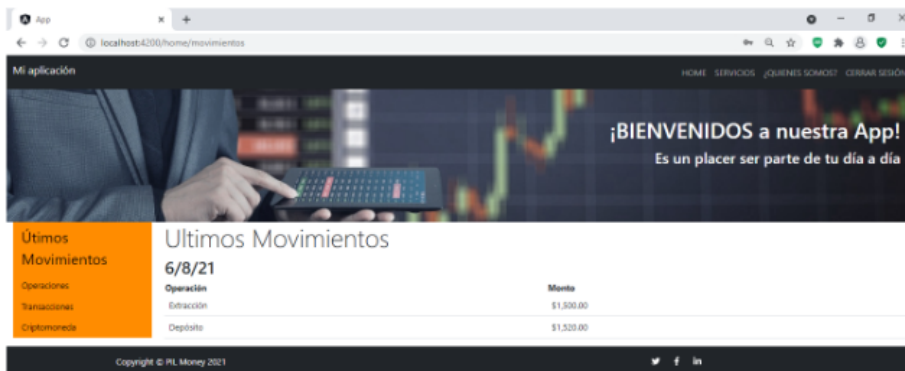 App
localhost:4200/home/movimientos
Mi aplicación
HOME SERVICIOS ¿QUIENES SOMOS? CERRAR SESIÓN
¡BIENVENIDOS a nuestra App!
Es un placer ser parte de tu día a día
Útimos
Movimientos
Operaciones
Transacciones
Criptomoneda
Ultimos Movimientos
6/8/21
Operación Monto
Extracción $1,500.00
Depósito $1,520.00
Copyright © PIL Money 2021